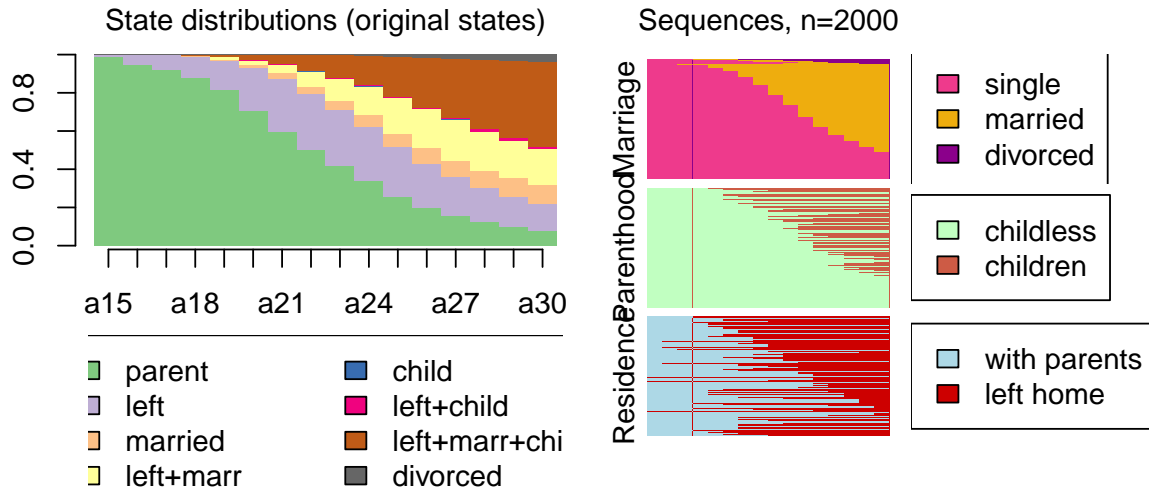 State distributions (original states)
0.0
0.4
0.8
a15
a18
a21
a24
a27
a30
parent
left
married
left+marr
child
left+child
left+marr+chi
divorced
Sequences, n=2000
Marriage
single
married
divorced
Parenthood
childless
children
Residence
with parents
left home